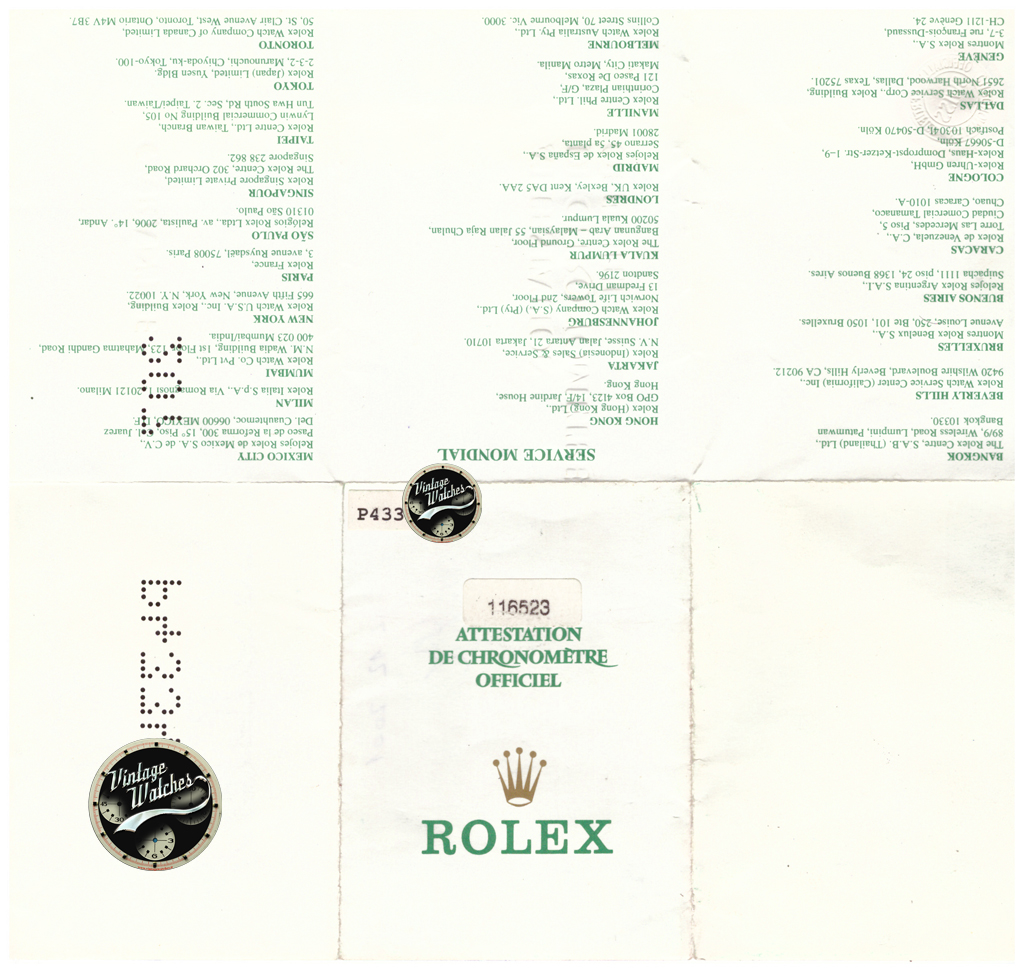 SERVICE MONDIAL
BANGKOK
The Rolex Centre, S.A.B. (Thailand) Ltd.,
89/9, Wireless Road, Lumpini, Patumwan
Bangkok 10330.
BEVERLY HILLS
Rolex Watch Service Center (California) Inc.,
9420 Wilshire Boulevard, Beverly Hills, CA 90212.
BRUXELLES
Montres Rolex Benelux S.A.,
Avenue Louise 250, Bte 101, 1050 Bruxelles.
BUENOS AIRES
Relojes Rolex Argentina S.A.I.,
Suipacha 1111, piso 24, 1368 Buenos Aires.
CARACAS
Rolex de Venezuela, C.A.,
Torre Las Mercedes, Piso 5,
Ciudad Comercial Tamanaco,
Chuao, Caracas 1010-A.
COLOGNE
Rolex-Uhren GmbH,
Rolex-Haus, Dompropst-Ketzer-Str. 1–9,
D-50667 Köln,
Postfach 103041, D-50470 Köln.
DALLAS
Rolex Watch Service Corp., Rolex Building,
2651 North Harwood, Dallas, Texas 75201.
GENÈVE
Montres Rolex S.A.,
3-7, rue François-Dussaud,
CH-1211 Genève 24.
HONG KONG
Rolex (Hong Kong) Ltd.,
GPO Box 4123, 14/F, Jardine House,
Hong Kong.
JAKARTA
Rolex (Indonesia) Sales & Service,
N.V. Suisse, Jalan Antara 21, Jakarta 10710.
JOHANNESBURG
Rolex Watch Company (S.A.) (Pty) Ltd.,
Norwich Life Towers, 2nd Floor,
13 Fredman Drive,
Sandton 2196.
KUALA LUMPUR
The Rolex Centre, Ground Floor,
Bangunan Arab – Malaysian, 55 Jalan Raja Chulan,
50200 Kuala Lumpur.
LONDRES
Rolex UK, Bexley, Kent DA5 2AA.
MADRID
Relojes Rolex de España S.A.,
Serrano 45, 5a planta,
28001 Madrid.
MANILLE
Rolex Centre Phil. Ltd.,
Corinthian Plaza, G/F,
121 Paseo De Roxas,
Makati City, Metro Manila.
MELBOURNE
Rolex Watch Australia Pty. Ltd.,
Collins Street 70, Melbourne Vic. 3000.
MEXICO CITY
Relojes Rolex de Mexico S.A. de C.V.,
Paseo de la Reforma 300, 15° Piso, Col. Juarez
Del. Cuauhtemoc, 06600 MEXICO, D.F.
MILAN
Rolex Italia S.p.A., Via Romagnosi 1, 20121 Milano.
MUMBAI
Rolex Watch Co. Pvt Ltd.,
N.M. Wadia Building, 1st Floor, 123, Mahatma Gandhi Road,
400 023 Mumbai/India.
NEW YORK
Rolex Watch U.S.A. Inc., Rolex Building,
665 Fifth Avenue, New York, N.Y. 10022.
PARIS
Rolex France,
3, avenue Ruysdaël, 75008 Paris.
SÃO PAULO
Relógios Rolex Ltda., av. Paulista, 2006, 14°. Andar,
01310 São Paulo.
SINGAPOUR
Rolex Singapore Private Limited,
The Rolex Centre, 302 Orchard Road,
Singapore 238 862.
TAIPEI
Rolex Centre Ltd., Taiwan Branch,
Lynwin Commercial Building No 105,
Tun Hwa South Rd, Sec. 2. Taipei/Taiwan.
TOKYO
Rolex (Japan) Limited, Yusen Bldg.
2-3-2, Marunouchi, Chiyoda-ku, Tokyo-100.
TORONTO
Rolex Watch Company of Canada Limited,
50, St. Clair Avenue West, Toronto, Ontario M4V 3B7.
P433
Vintage
Watches
116523
ATTESTATION
DE CHRONOMÈTRE
OFFICIEL
ROLEX
P433
Vintage
Watches